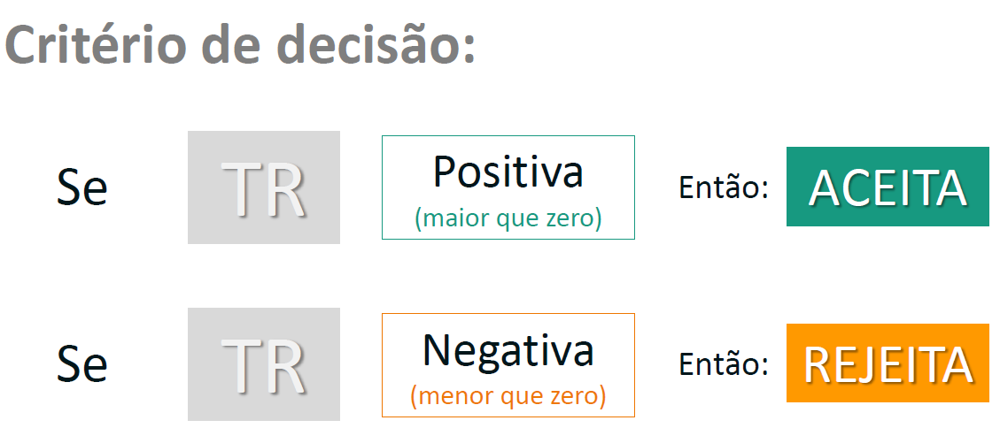 Critério de decisão:
Se TR Positiva Então: ACEITA
(maior que zero)
Se TR Negativa Então: REJEITA
(menor que zero)